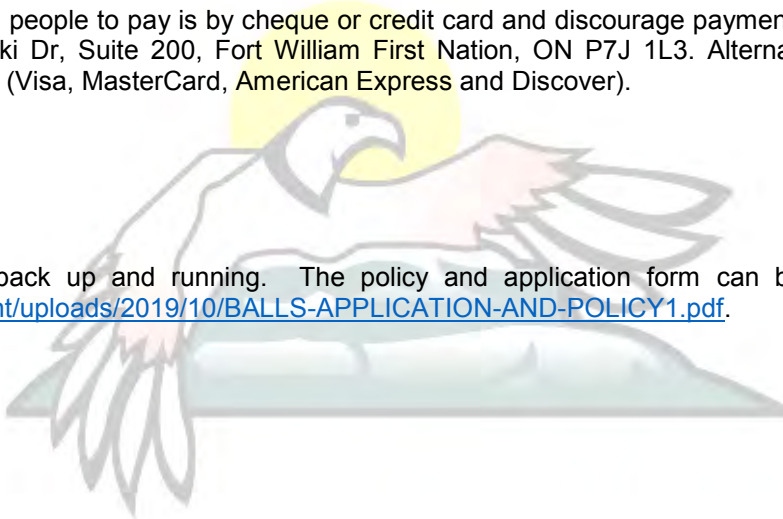 people to pay is by cheque or credit card and discourage payment
ki Dr, Suite 200, Fort William First Nation, ON P7J 1L3. Alterna
(Visa, MasterCard, American Express and Discover).
back up and running. The policy and application form can b
nt/uploads/2019/10/BALLS-APPLICATION-AND-POLICY1.pdf.